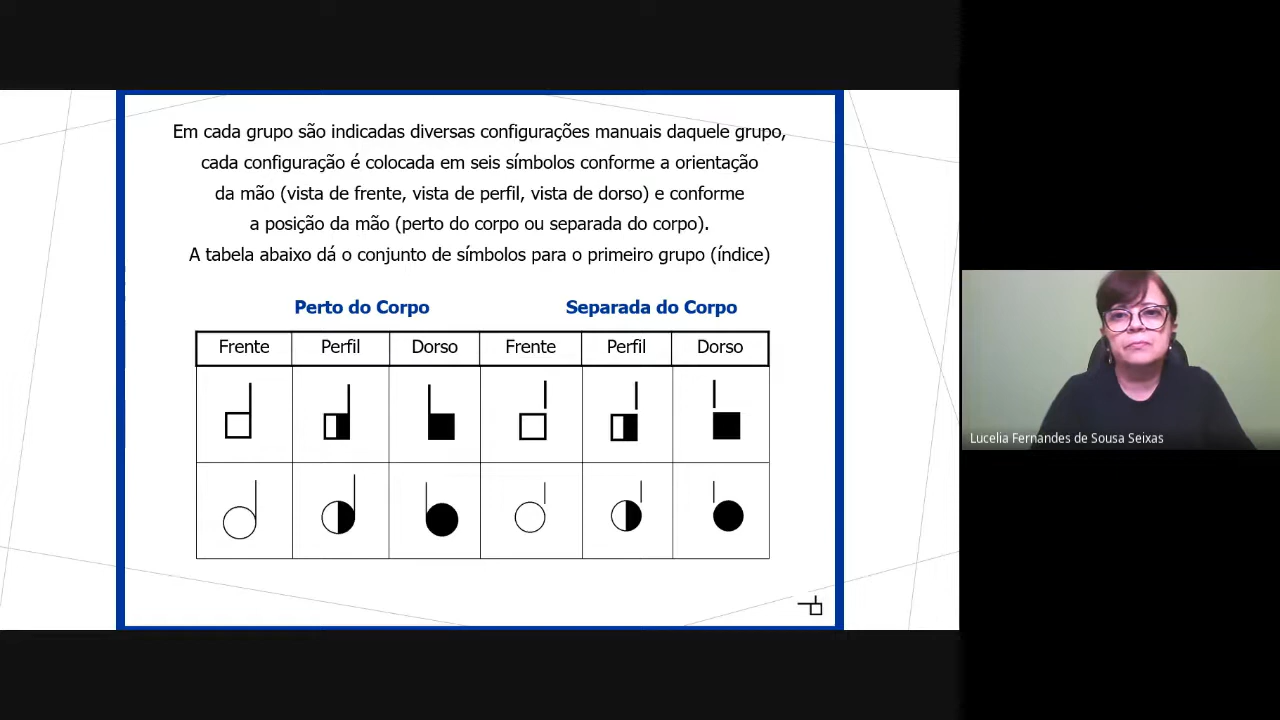 Em cada grupo são indicadas diversas configurações manuais daquele grupo,
cada configuração é colocada em seis símbolos conforme a orientação
da mão (vista de frente, vista de perfil, vista de dorso) e conforme
a posição da mão (perto do corpo ou separada do corpo).
A tabela abaixo dá o conjunto de símbolos para o primeiro grupo (índice)
Perto do Corpo Separada do Corpo
Frente Perfil Dorso Frente Perfil Dorso
Lucelia Fernandes de Sousa Seixas